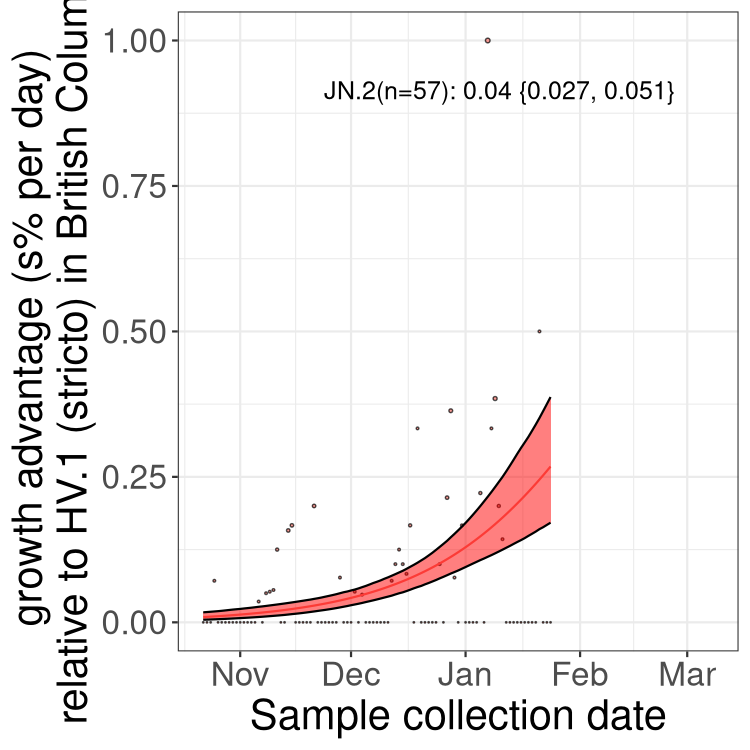 growth advantage (s% per day)
relative to HV.1 (stricto) in British Colum
1.00
0.75
0.50
0.25
0.00
JN.2(n=57): 0.04 {0.027, 0.051}
Nov Dec Jan Feb Mar
Sample collection date